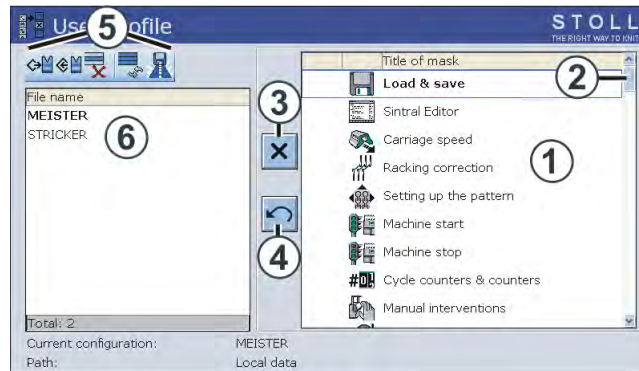 User profile
STOLL
THE RIGHT WAY TO KNIT
5
File name
MEISTER
STRICKER
6
Total: 2
3
4
Title of mask
2
Load & save
Sintral Editor
Carriage speed
1
Racking correction
Setting up the pattern
Machine start
Machine stop
Cycle counters & counters
Manual interventions
Current configuration: MEISTER
Path: Local data